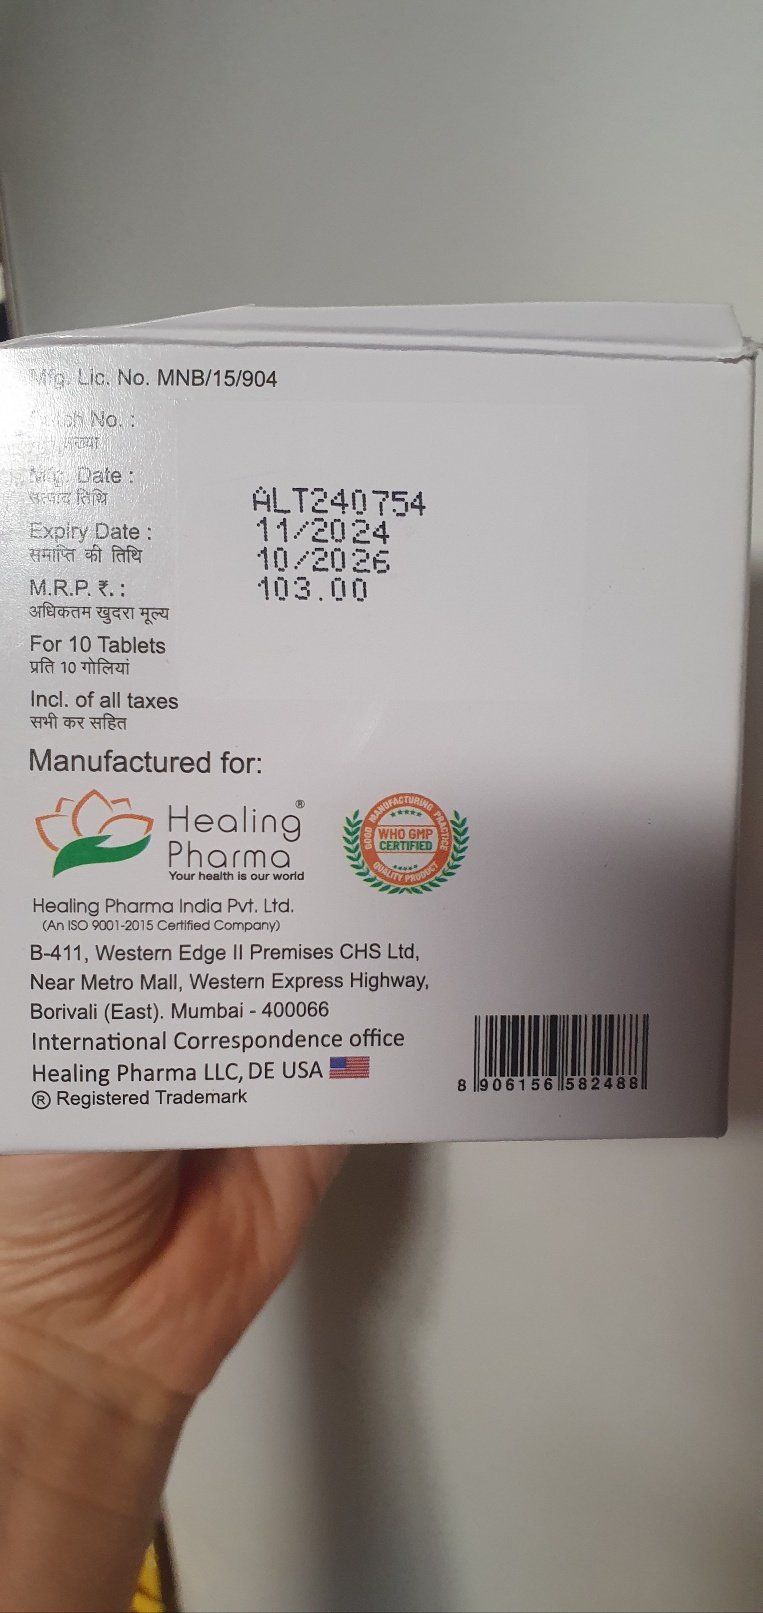 Mfg. Lic. No. MNB/15/904
No. :
Mfg. Date :
तिथि
ALT240754
Expiry Date :
11/2024
समाप्ति की तिथि
10/2026
M.R.P. ₹. :
103.00
अधिकतम खुदरा मूल्य
For 10 Tablets
प्रति 10 गोलियां
Incl. of all taxes
सभी कर सहित
Manufactured for:
Healing®
Pharma
Your health is our world
GOOD MANUFACTURING PRACTICE
WHO GMP
CERTIFIED
QUALITY PRODUCT
Healing Pharma India Pvt. Ltd.
(An ISO 9001-2015 Certified Company)
B-411, Western Edge II Premises CHS Ltd,
Near Metro Mall, Western Express Highway,
Borivali (East). Mumbai - 400066
International Correspondence office
Healing Pharma LLC, DE USA
® Registered Trademark
8 906156 582488